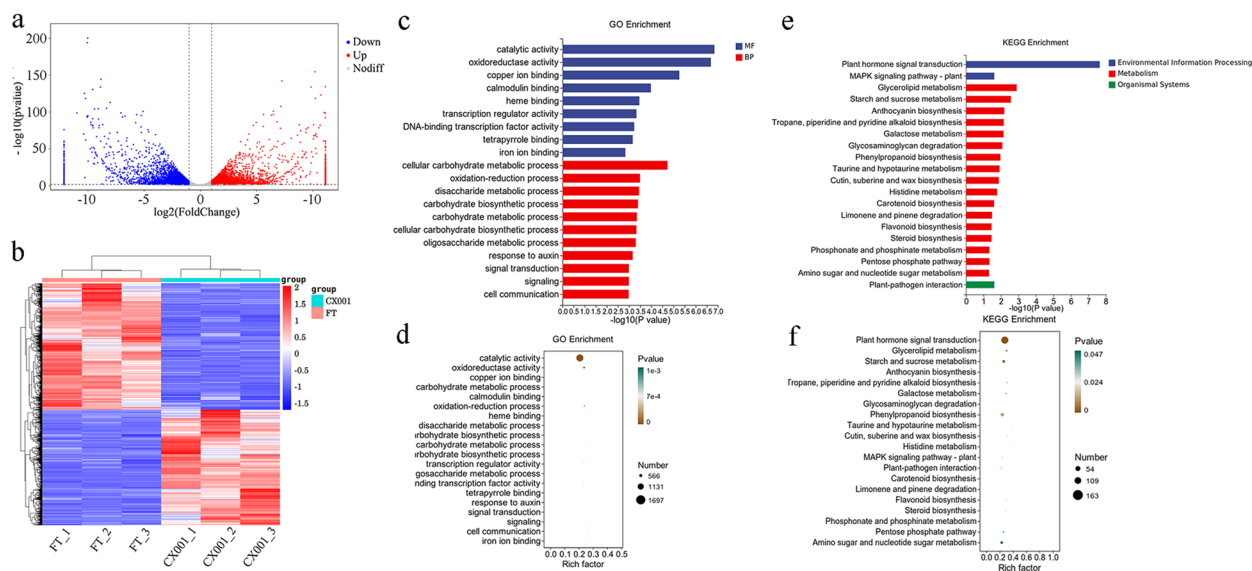 a
200
150
100
50
0
- log10(pvalue)
-10
-5
0
5
-10
log2(FoldChange)
Down
Up
Nodiff
b
group
2
1.5
1
0.5
0
-0.5
-1
-1.5
group
CX001
FT
FT_1
FT_2
FT_3
CX001_1
CX001_2
CX001_3
c
GO Enrichment
catalytic activity
oxidoreductase activity
copper ion binding
calmodulin binding
heme binding
transcription regulator activity
DNA-binding transcription factor activity
tetrapyrrole binding
iron ion binding
cellular carbohydrate metabolic process
oxidation-reduction process
disaccharide metabolic process
carbohydrate biosynthetic process
carbohydrate metabolic process
cellular carbohydrate biosynthetic process
oligosaccharide metabolic process
response to auxin
signal transduction
signaling
cell communication
0.0 0.5 1.0 1.5 2.0 2.5 3.0 3.5 4.0 4.5 5.0 5.5 6.0 6.5 7.0
-log10(P value)
MF
BP
d
GO Enrichment
catalytic activity
oxidoreductase activity
copper ion binding
carbohydrate metabolic process
calmodulin binding
oxidation-reduction process
heme binding
disaccharide metabolic process
arbohydrate biosynthetic process
carbohydrate metabolic process
arbohydrate biosynthetic process
transcription regulator activity
gosaccharide metabolic process
nding transcription factor activity
tetrapyrrole binding
response to auxin
signal transduction
signaling
cell communication
iron ion binding
0.0 0.1 0.2 0.3 0.4 0.5
Rich factor
Pvalue
1e-3
7e-4
0
Number
566
1131
1697
e
KEGG Enrichment
Plant hormone signal transduction
MAPK signaling pathway - plant
Glycerolipid metabolism
Starch and sucrose metabolism
Anthocyanin biosynthesis
Tropane, piperidine and pyridine alkaloid biosynthesis
Galactose metabolism
Glycosaminoglycan degradation
Phenylpropanoid biosynthesis
Taurine and hypotaurine metabolism
Cutin, suberine and wax biosynthesis
Histidine metabolism
Carotenoid biosynthesis
Limonene and pinene degradation
Flavonoid biosynthesis
Steroid biosynthesis
Phosphonate and phosphinate metabolism
Pentose phosphate pathway
Amino sugar and nucleotide sugar metabolism
Plant-pathogen interaction
0 1 2 3 4 5 6 7 8
-log10(P value)
Environmental Information Processing
Metabolism
Organismal Systems
f
KEGG Enrichment
Plant hormone signal transduction
Glycerolipid metabolism
Starch and sucrose metabolism
Anthocyanin biosynthesis
Tropane, piperidine and pyridine alkaloid biosynthesis
Galactose metabolism
Glycosaminoglycan degradation
Phenylpropanoid biosynthesis
Taurine and hypotaurine metabolism
Cutin, suberine and wax biosynthesis
Histidine metabolism
MAPK signaling pathway - plant
Plant-pathogen interaction
Carotenoid biosynthesis
Limonene and pinene degradation
Flavonoid biosynthesis
Steroid biosynthesis
Phosphonate and phosphinate metabolism
Pentose phosphate pathway
Amino sugar and nucleotide sugar metabolism
0.0 0.2 0.4 0.6 0.8 1.0
Rich factor
Pvalue
0.047
0.024
0
Number
54
109
163